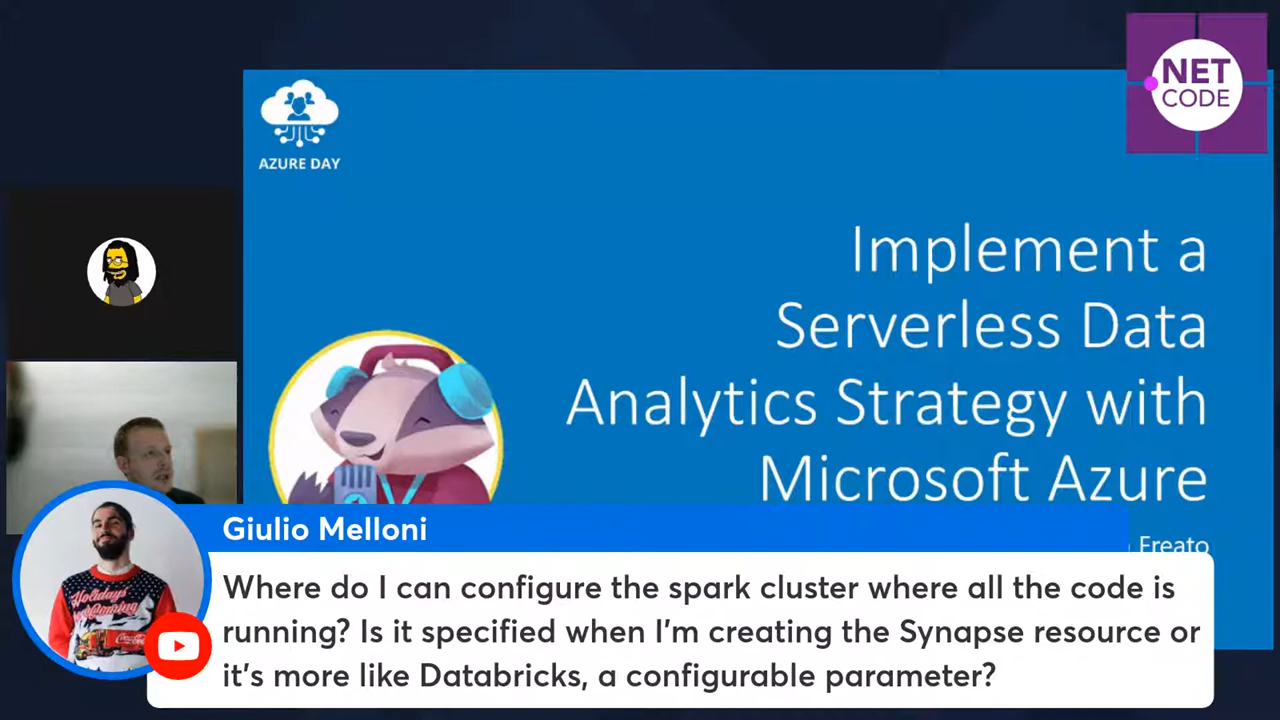 AZURE DAY
NET
CODE
Implement a
Serverless Data
Analytics Strategy with
Microsoft Azure
Freato
Giulio Melloni
Where do I can configure the spark cluster where all the code is
running? Is it specified when I'm creating the Synapse resource or
it's more like Databricks, a configurable parameter?